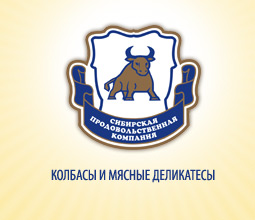 СИБИРСКАЯ
ПРОДОВОЛЬСТВЕННАЯ
КОМПАНИЯ
КОЛБАСЫ И МЯСНЫЕ ДЕЛИКАТЕСЫ